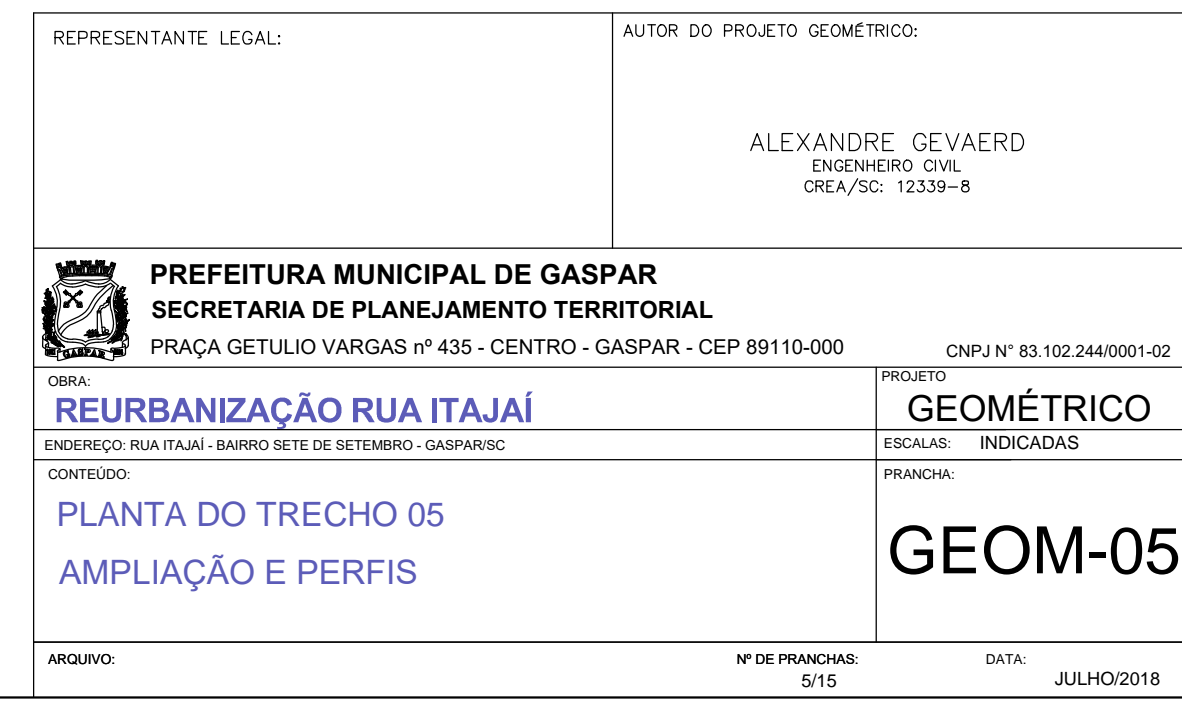 REPRESENTANTE LEGAL:
AUTOR DO PROJETO GEOMÉTRICO:
ALEXANDRE GEVAERD
ENGENHEIRO CIVIL
CREA/SC: 12339-8
GASPAR
PREFEITURA MUNICIPAL DE GASPAR
SECRETARIA DE PLANEJAMENTO TERRITORIAL
PRAÇA GETULIO VARGAS nº 435 - CENTRO - GASPAR - CEP 89110-000
CNPJ N° 83.102.244/0001-02
OBRA:
REURBANIZAÇÃO RUA ITAJAÍ
PROJETO
GEOMÉTRICO
ENDEREÇO: RUA ITAJAÍ - BAIRRO SETE DE SETEMBRO - GASPAR/SC
ESCALAS: INDICADAS
CONTEÚDO:
PLANTA DO TRECHO 05
AMPLIAÇÃO E PERFIS
PRANCHA:
GEOM-05
ARQUIVO:
Nº DE PRANCHAS:
5/15
DATA:
JULHO/2018